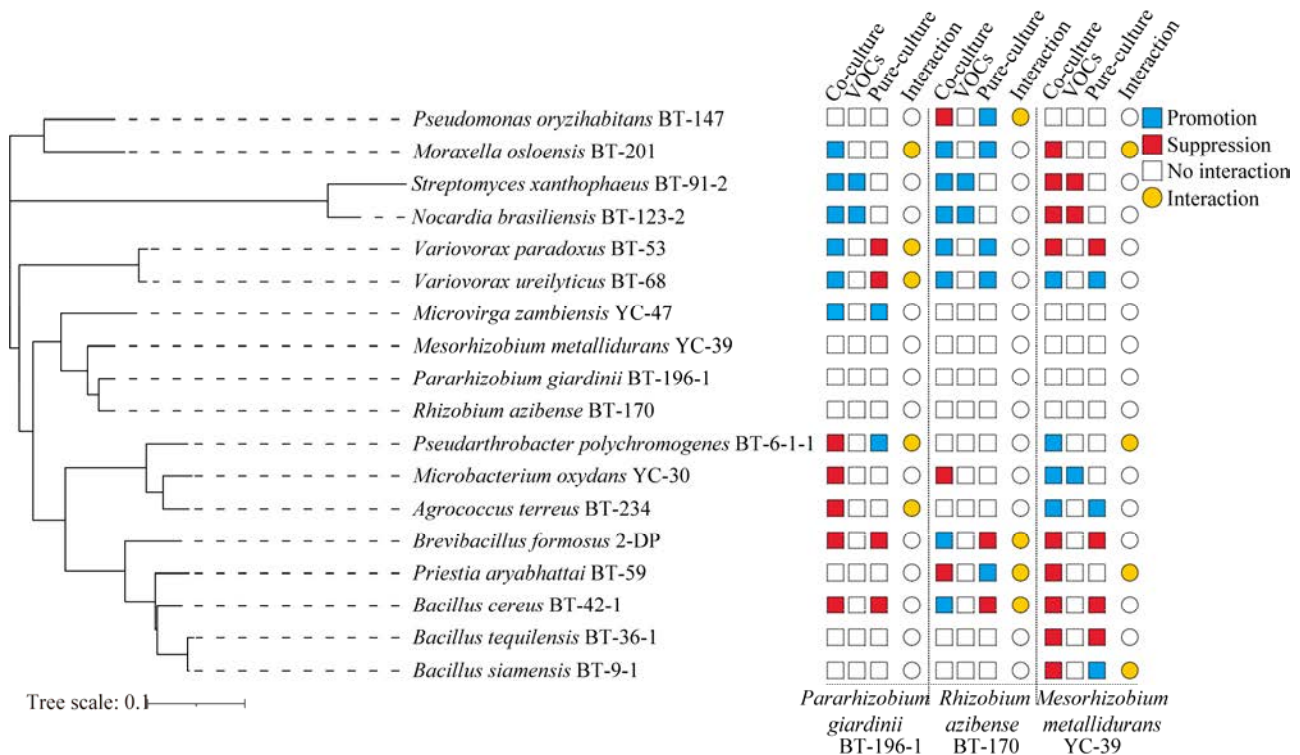 Co-culture
VOCs
Pure-culture
Interaction
Co-culture
VOCs
Pure-culture
Interaction
Co-culture
VOCs
Pure-culture
Interaction
Promotion
Suppression
No interaction
Interaction
Pseudomonas oryzihabitans BT-147
Moraxella osloensis BT-201
Streptomyces xanthophaeus BT-91-2
Nocardia brasiliensis BT-123-2
Variovorax paradoxus BT-53
Variovorax ureilyticus BT-68
Microvirga zambiensis YC-47
Mesorhizobium metallidurans YC-39
Pararhizobium giardinii BT-196-1
Rhizobium azibense BT-170
Pseudarthrobacter polychromogenes BT-6-1-1
Microbacterium oxydans YC-30
Agrococcus terreus BT-234
Brevibacillus formosus 2-DP
Priestia aryabhattai BT-59
Bacillus cereus BT-42-1
Bacillus tequilensis BT-36-1
Bacillus siamensis BT-9-1
Tree scale: 0.1
Pararhizobium
giardinii
BT-196-1
Rhizobium
azibense
BT-170
Mesorhizobium
metallidurans
YC-39